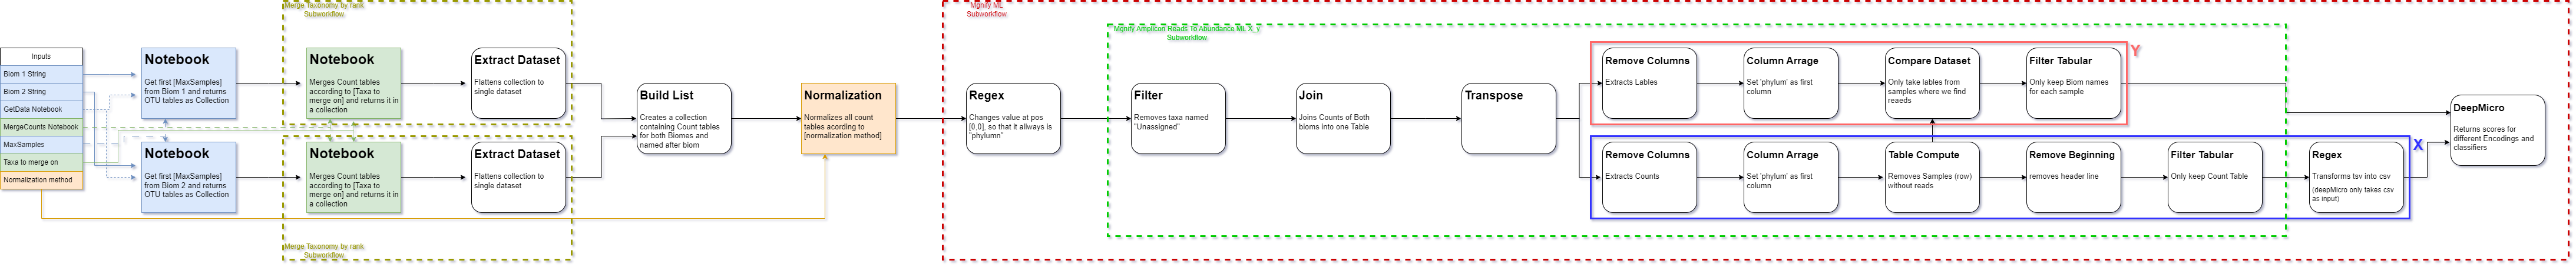 Inputs
Biom 1 String
Biom 2 String
GetData Notebook
MergeCounts Notebook
MaxSamples
Taxa to merge on
Normalization method
Notebook
Get first [MaxSamples]
from Biom 1 and returns
OTU tables as Collection
Notebook
Get first [MaxSamples]
from Biom 2 and returns
OTU tables as Collection
Merge Taxonomy by rank
Subworkflow
Notebook
Merges Count tables
according to [Taxa to
merge on] and returns it in
a collection
Extract Dataset
Flattens collection to
single dataset
Notebook
Merges Count tables
according to [Taxa to
merge on] and returns it in
a collection
Extract Dataset
Flattens collection to
single dataset
Merge Taxonomy by rank
Subworkflow
Build List
Creates a collection
containing Count tables
for both Biomes and
named after biom
Normalization
Normalizes all count
tables acording to
[normalization method]
Mgnify ML
Subworkflow
Regex
Changes value at pos
[0,0], so that it allways is
"phylumn"
Mgnify Amplicon Reads To Abundance ML X_Y
Subworkflow
Filter
Removes taxa named
"Unassigned"
Join
Joins Counts of Both
bioms into one Table
Transpose
Y
Remove Columns
Extracts Lables
Column Arrage
Set 'phylum' as first
column
Compare Dataset
Only take lables from
samples where we find
reaeds
Filter Tabular
Only keep Biom names
for each sample
X
Remove Columns
Extracts Counts
Column Arrage
Set 'phylum' as first
column
Table Compute
Removes Samples (row)
without reads
Remove Beginning
removes header line
Filter Tabular
Only keep Count Table
Regex
Transforms tsv into csv
(deepMicro only takes csv
as input)
DeepMicro
Returns scores for
different Encodings and
classifiers